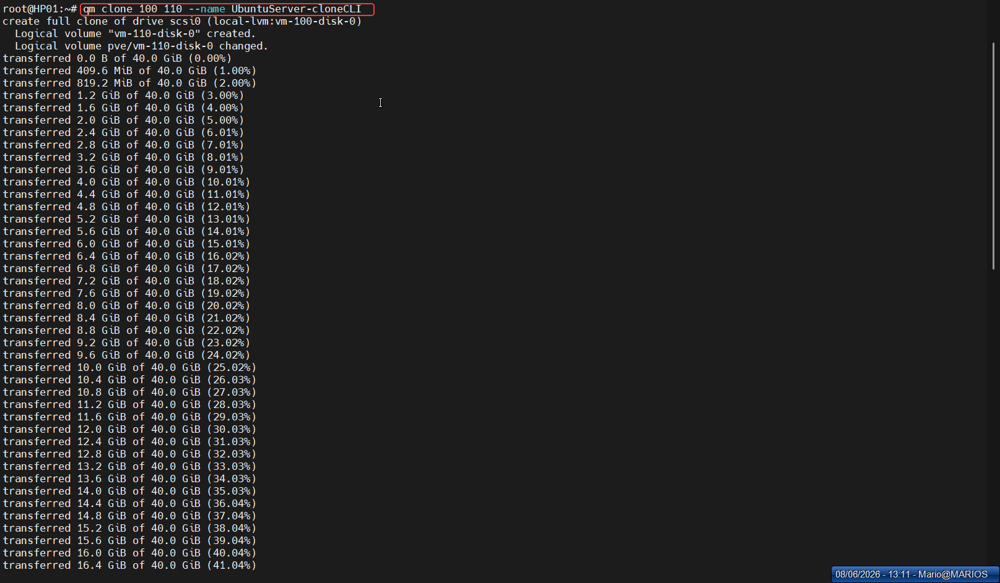 root@HP01:~# qm clone 100 110 --name UbuntuServer-cloneCLI
create full clone of drive scsi0 (local-lvm:vm-100-disk-0)
  Logical volume "vm-110-disk-0" created.
  Logical volume pve/vm-110-disk-0 changed.
transferred 0.0 B of 40.0 GiB (0.00%)
transferred 409.6 MiB of 40.0 GiB (1.00%)
transferred 819.2 MiB of 40.0 GiB (2.00%)
transferred 1.2 GiB of 40.0 GiB (3.00%)
transferred 1.6 GiB of 40.0 GiB (4.00%)
transferred 2.0 GiB of 40.0 GiB (5.00%)
transferred 2.4 GiB of 40.0 GiB (6.01%)
transferred 2.8 GiB of 40.0 GiB (7.01%)
transferred 3.2 GiB of 40.0 GiB (8.01%)
transferred 3.6 GiB of 40.0 GiB (9.01%)
transferred 4.0 GiB of 40.0 GiB (10.01%)
transferred 4.4 GiB of 40.0 GiB (11.01%)
transferred 4.8 GiB of 40.0 GiB (12.01%)
transferred 5.2 GiB of 40.0 GiB (13.01%)
transferred 5.6 GiB of 40.0 GiB (14.01%)
transferred 6.0 GiB of 40.0 GiB (15.01%)
transferred 6.4 GiB of 40.0 GiB (16.02%)
transferred 6.8 GiB of 40.0 GiB (17.02%)
transferred 7.2 GiB of 40.0 GiB (18.02%)
transferred 7.6 GiB of 40.0 GiB (19.02%)
transferred 8.0 GiB of 40.0 GiB (20.02%)
transferred 8.4 GiB of 40.0 GiB (21.02%)
transferred 8.8 GiB of 40.0 GiB (22.02%)
transferred 9.2 GiB of 40.0 GiB (23.02%)
transferred 9.6 GiB of 40.0 GiB (24.02%)
transferred 10.0 GiB of 40.0 GiB (25.02%)
transferred 10.4 GiB of 40.0 GiB (26.03%)
transferred 10.8 GiB of 40.0 GiB (27.03%)
transferred 11.2 GiB of 40.0 GiB (28.03%)
transferred 11.6 GiB of 40.0 GiB (29.03%)
transferred 12.0 GiB of 40.0 GiB (30.03%)
transferred 12.4 GiB of 40.0 GiB (31.03%)
transferred 12.8 GiB of 40.0 GiB (32.03%)
transferred 13.2 GiB of 40.0 GiB (33.03%)
transferred 13.6 GiB of 40.0 GiB (34.03%)
transferred 14.0 GiB of 40.0 GiB (35.03%)
transferred 14.4 GiB of 40.0 GiB (36.04%)
transferred 14.8 GiB of 40.0 GiB (37.04%)
transferred 15.2 GiB of 40.0 GiB (38.04%)
transferred 15.6 GiB of 40.0 GiB (39.04%)
transferred 16.0 GiB of 40.0 GiB (40.04%)
transferred 16.4 GiB of 40.0 GiB (41.04%)
08/06/2026 - 13:11 - Mario@MARIOS